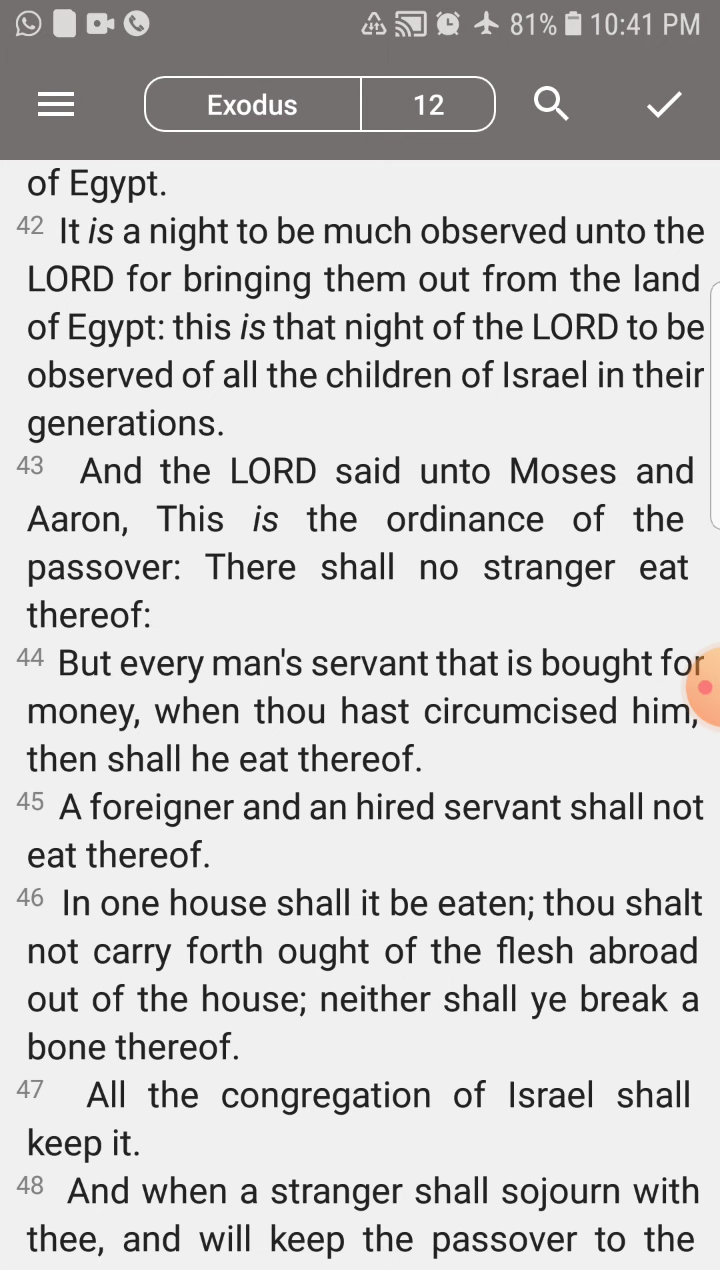 81% 10:41 PM
Exodus 12
of Egypt.
42 It is a night to be much observed unto the
LORD for bringing them out from the land
of Egypt: this is that night of the LORD to be
observed of all the children of Israel in their
generations.
43 And the LORD said unto Moses and
Aaron, This is the ordinance of the
passover: There shall no stranger eat
thereof:
44 But every man's servant that is bought for
money, when thou hast circumcised him,
then shall he eat thereof.
45 A foreigner and an hired servant shall not
eat thereof.
46 In one house shall it be eaten; thou shalt
not carry forth ought of the flesh abroad
out of the house; neither shall ye break a
bone thereof.
47 All the congregation of Israel shall
keep it.
48 And when a stranger shall sojourn with
thee, and will keep the passover to the